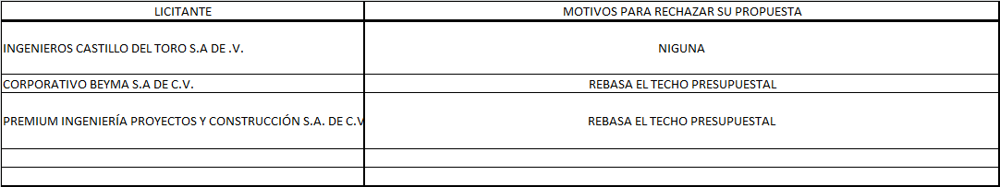 LICITANTE MOTIVOS PARA RECHAZAR SU PROPUESTA
INGENIEROS CASTILLO DEL TORO S.A DE .V. NIGUNA
CORPORATIVO BEYMA S.A DE C.V. REBASA EL TECHO PRESUPUESTAL
PREMIUM INGENIERÍA PROYECTOS Y CONSTRUCCIÓN S.A. DE C.V REBASA EL TECHO PRESUPUESTAL